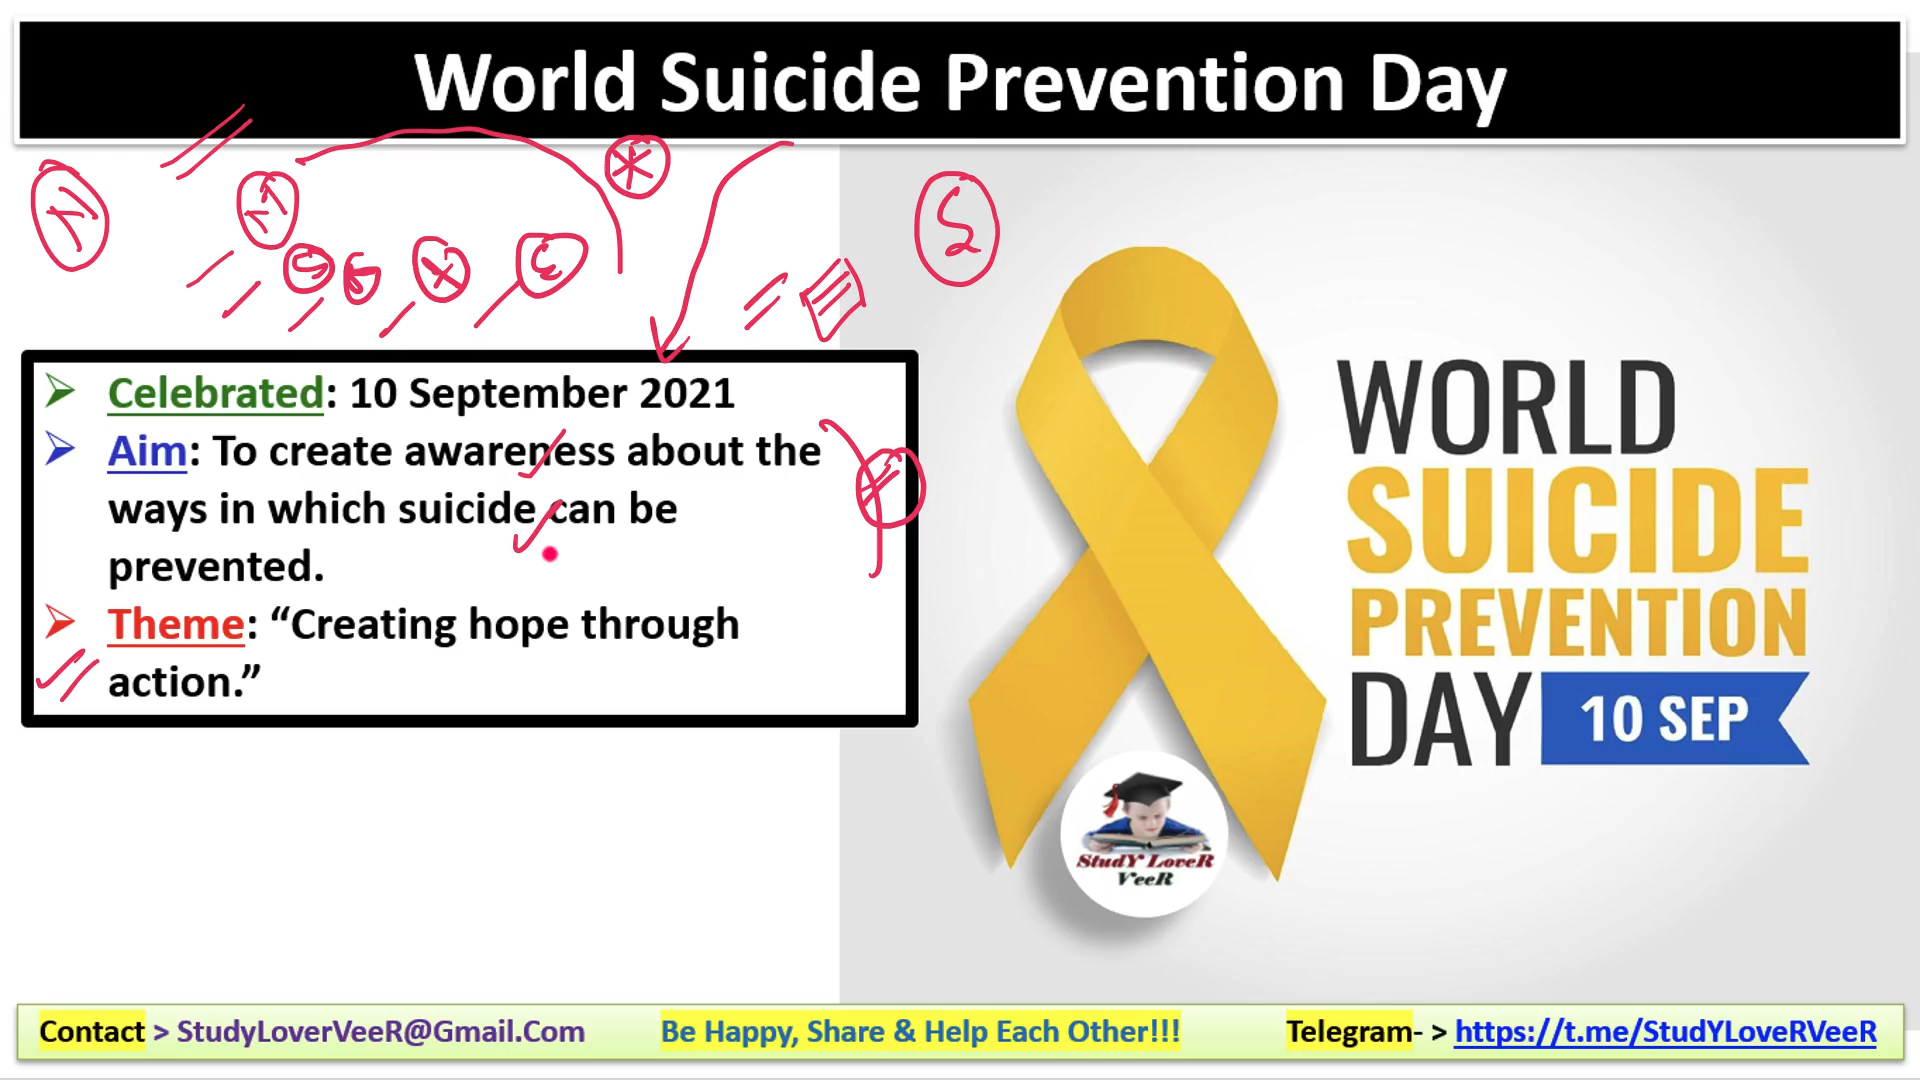 World Suicide Prevention Day
Celebrated: 10 September 2021
Aim: To create awareness about the
ways in which suicide can be
prevented.
Theme: “Creating hope through
action.”
WORLD
SUICIDE
PREVENTION
DAY 10 SEP
StudY LoveR
VeeR
Contact > StudyLoverVeeR@Gmail.Com Be Happy, Share & Help Each Other!!! Telegram- > https://t.me/StudYLoveRVeeR